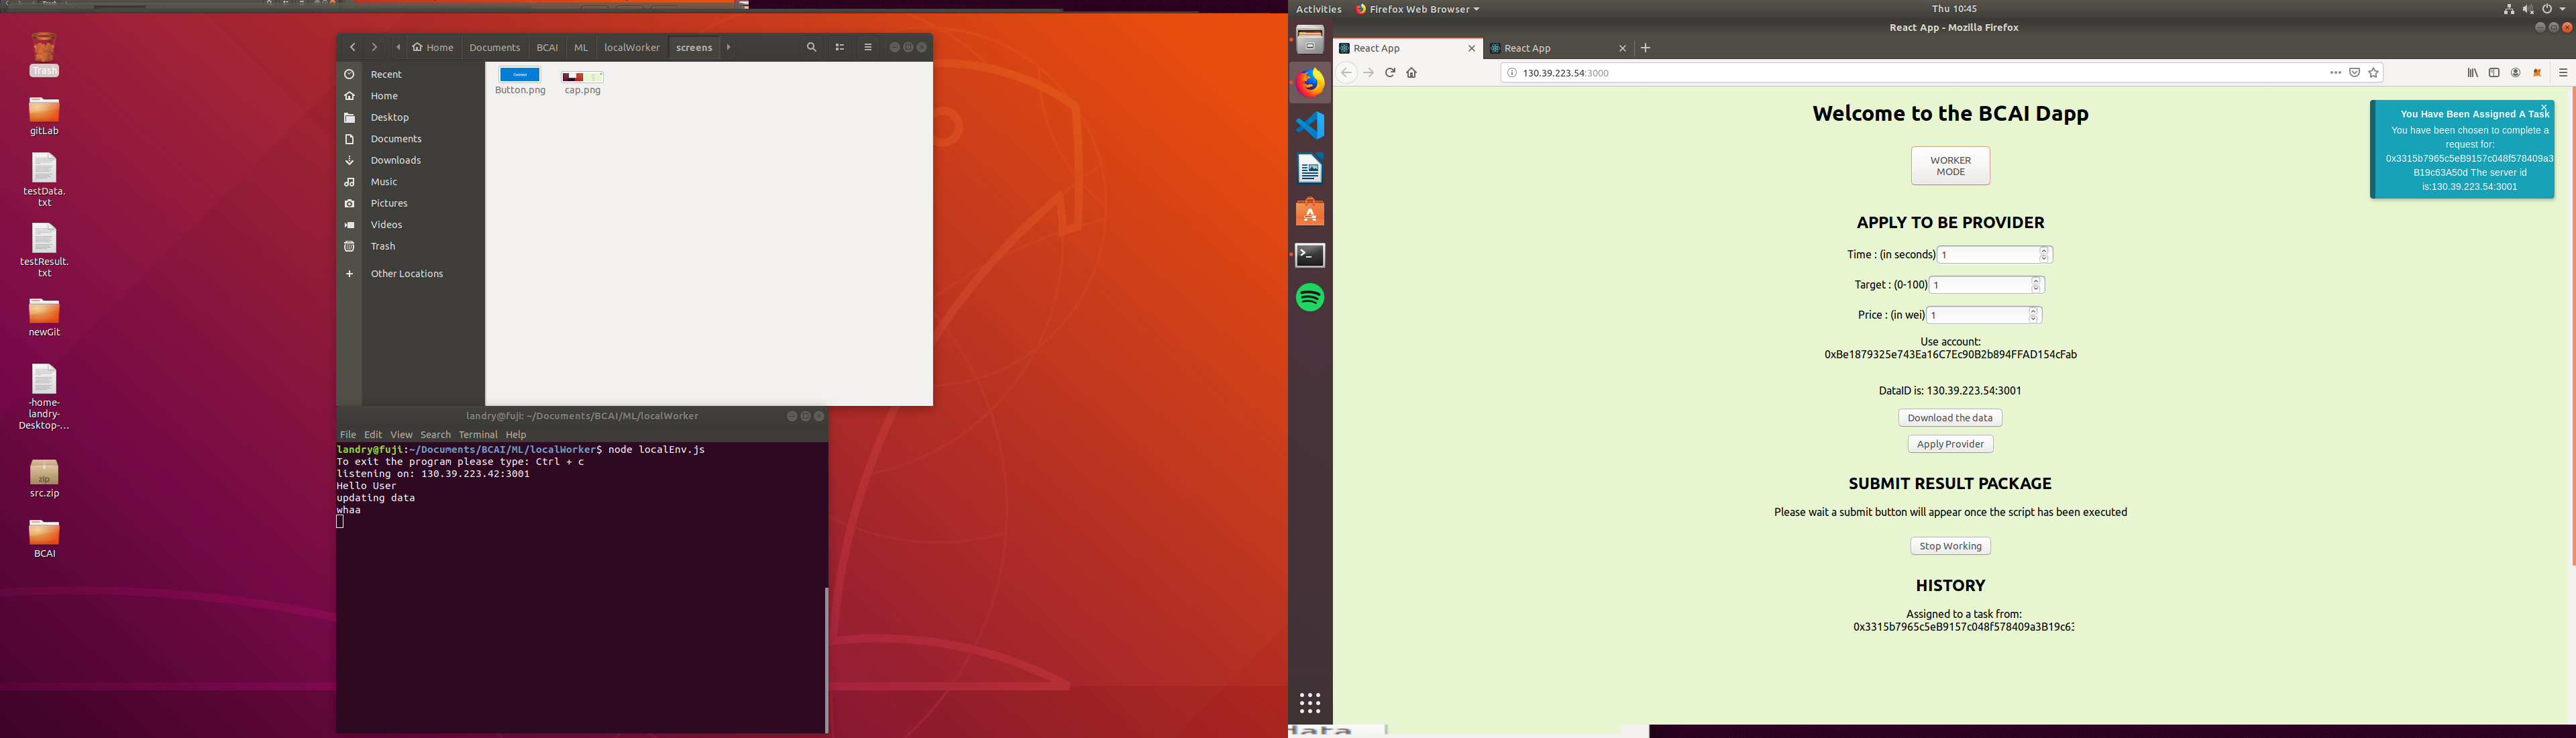 Trash
gitLab
testData.
txt
testResult.
txt
newGit
-home-
landry-
Desktop-...
zip
src.zip
BCAI
Home
Documents
BCAI
ML
localWorker
screens
Recent
Home
Desktop
Documents
Downloads
Music
Pictures
Videos
Trash
Other Locations
Button.png
cap.png
landry@fuji: ~/Documents/BCAI/ML/localWorker
File Edit View Search Terminal Help
landry@fuji:~/Documents/BCAI/ML/localWorker$ node localEnv.js
To exit the program please type: Ctrl + c
listening on: 130.39.223.42:3001
Hello User
updating data
whaa
Activities
Firefox Web Browser
Thu 10:45
React App - Mozilla Firefox
React App
React App
130.39.223.54:3000
Welcome to the BCAI Dapp
WORKER
MODE
APPLY TO BE PROVIDER
Time : (in seconds) 1
Target : (0-100) 1
Price : (in wei) 1
Use account:
0xBe1879325e743Ea16C7Ec90B2b894FFAD154cFab
DataID is: 130.39.223.54:3001
Download the data
Apply Provider
SUBMIT RESULT PACKAGE
Please wait a submit button will appear once the script has been executed
Stop Working
HISTORY
Assigned to a task from:
0x3315b7965c5eB9157c048f578409a3B19c63
You Have Been Assigned A Task
You have been chosen to complete a
request for:
0x3315b7965c5eB9157c048f578409a3
B19c63A50d The server id
is:130.39.223.54:3001
data